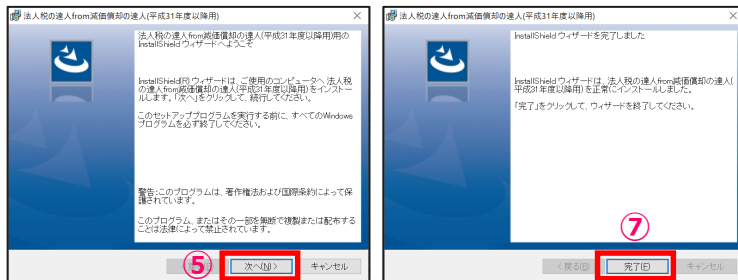 法人税の達人from減価償却の達人(平成31年度以降用)
法人税の達人from減価償却の達人(平成31年度以降用)用の
InstallShield ウィザードへようこそ
InstallShield(R) ウィザードは、ご使用のコンピュータへ 法人税
の達人from減価償却の達人(平成31年度以降用) をインストー
ルします。「次へ」をクリックして、続行してください。
このセットアッププログラムを実行する前に、すべてのWindows
プログラムを必ず終了してください。
警告:このプログラムは、著作権法および国際条約によって保
護されています。
このプログラム、またはその一部を無断で複製または配布する
ことは法律によって禁止されています。
⑤
次へ(N) >
キャンセル
法人税の達人from減価償却の達人(平成31年度以降用)
InstallShield ウィザードを完了しました
InstallShield ウィザードは、法人税の達人from減価償却の達人(
平成31年度以降用) を正常にインストールしました。
「完了」をクリックして、ウィザードを終了してください。
⑦
< 戻る(B)
完了(F)
キャンセル